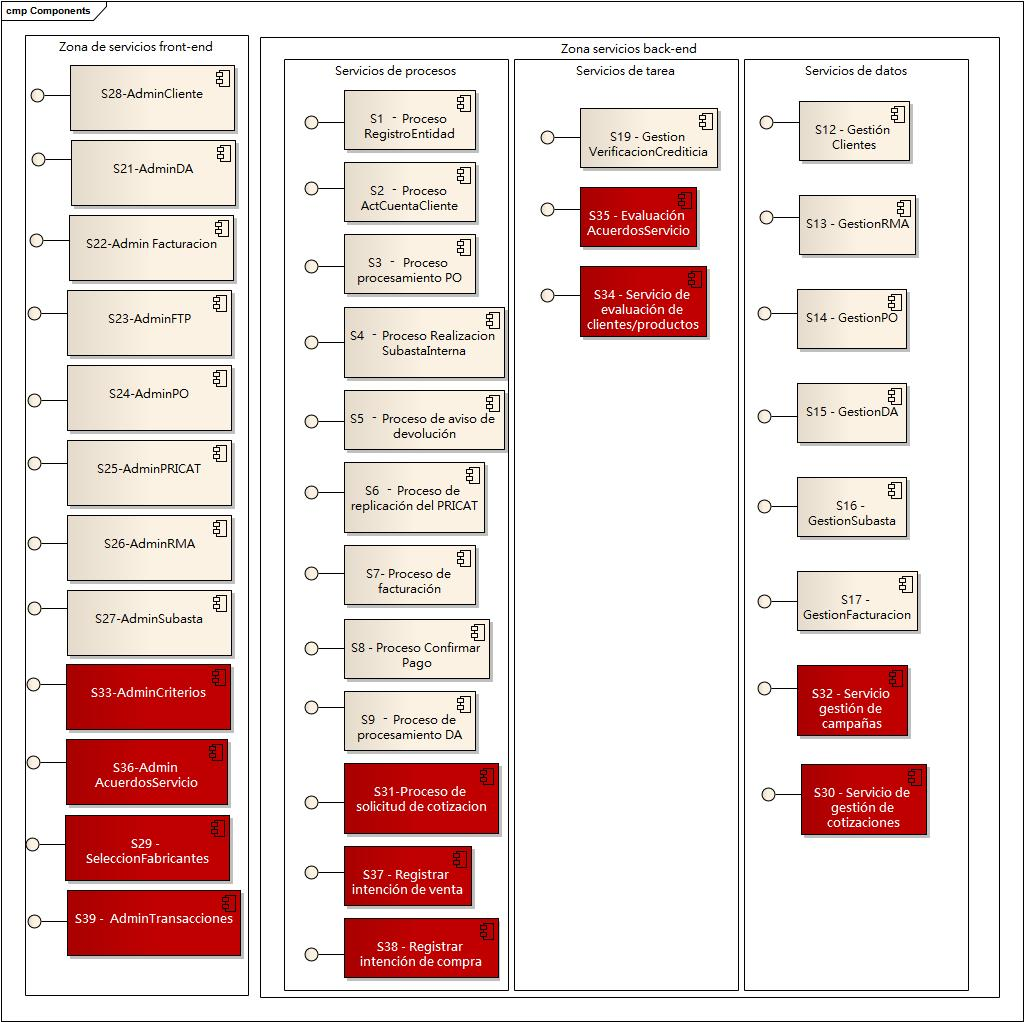 cmp Components
Zona de servicios front-end
S28-AdminCliente
S21-AdminDA
S22-Admin Facturacion
S23-AdminFTP
S24-AdminPO
S25-AdminPRICAT
S26-AdminRMA
S27-AdminSubasta
S33-AdminCriterios
S36-Admin
AcuerdosServicio
S29 -
SeleccionFabricantes
S39 -  AdminTransacciones
Zona servicios back-end
Servicios de procesos
S1  - Proceso
RegistroEntidad
S2  - Proceso
ActCuentaCliente
S3  -  Proceso
procesamiento PO
S4  -  Proceso Realizacion
SubastaInterna
S5  - Proceso de aviso de
devolución
S6  - Proceso de
replicación del PRICAT
S7- Proceso de
facturación
S8 - Proceso Confirmar
Pago
S9  - Proceso de
procesamiento DA
S31-Proceso de
solicitud de cotizacion
S37 - Registrar
intención de venta
S38 - Registrar
intención de compra
Servicios de tarea
S19 - Gestion
VerificacionCrediticia
S35 - Evaluación
AcuerdosServicio
S34 - Servicio de
evaluación de
clientes/productos
Servicios de datos
S12 - Gestión
Clientes
S13 - GestionRMA
S14 - GestionPO
S15 - GestionDA
S16 -
GestionSubasta
S17 -
GestionFacturacion
S32 - Servicio
gestión de
campañas
S30 - Servicio de
gestión de
cotizaciones